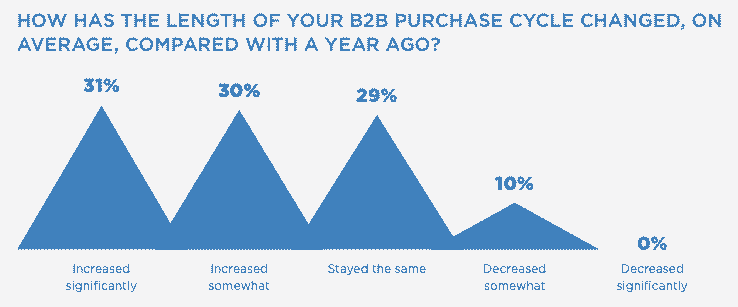 HOW HAS THE LENGTH OF YOUR B2B PURCHASE CYCLE CHANGED, ON
AVERAGE, COMPARED WITH A YEAR AGO?
31%
30%
29%
10%
0%
Increased
significantly
Increased
somewhat
Stayed the same
Decreased
somewhat
Decreased
significantly